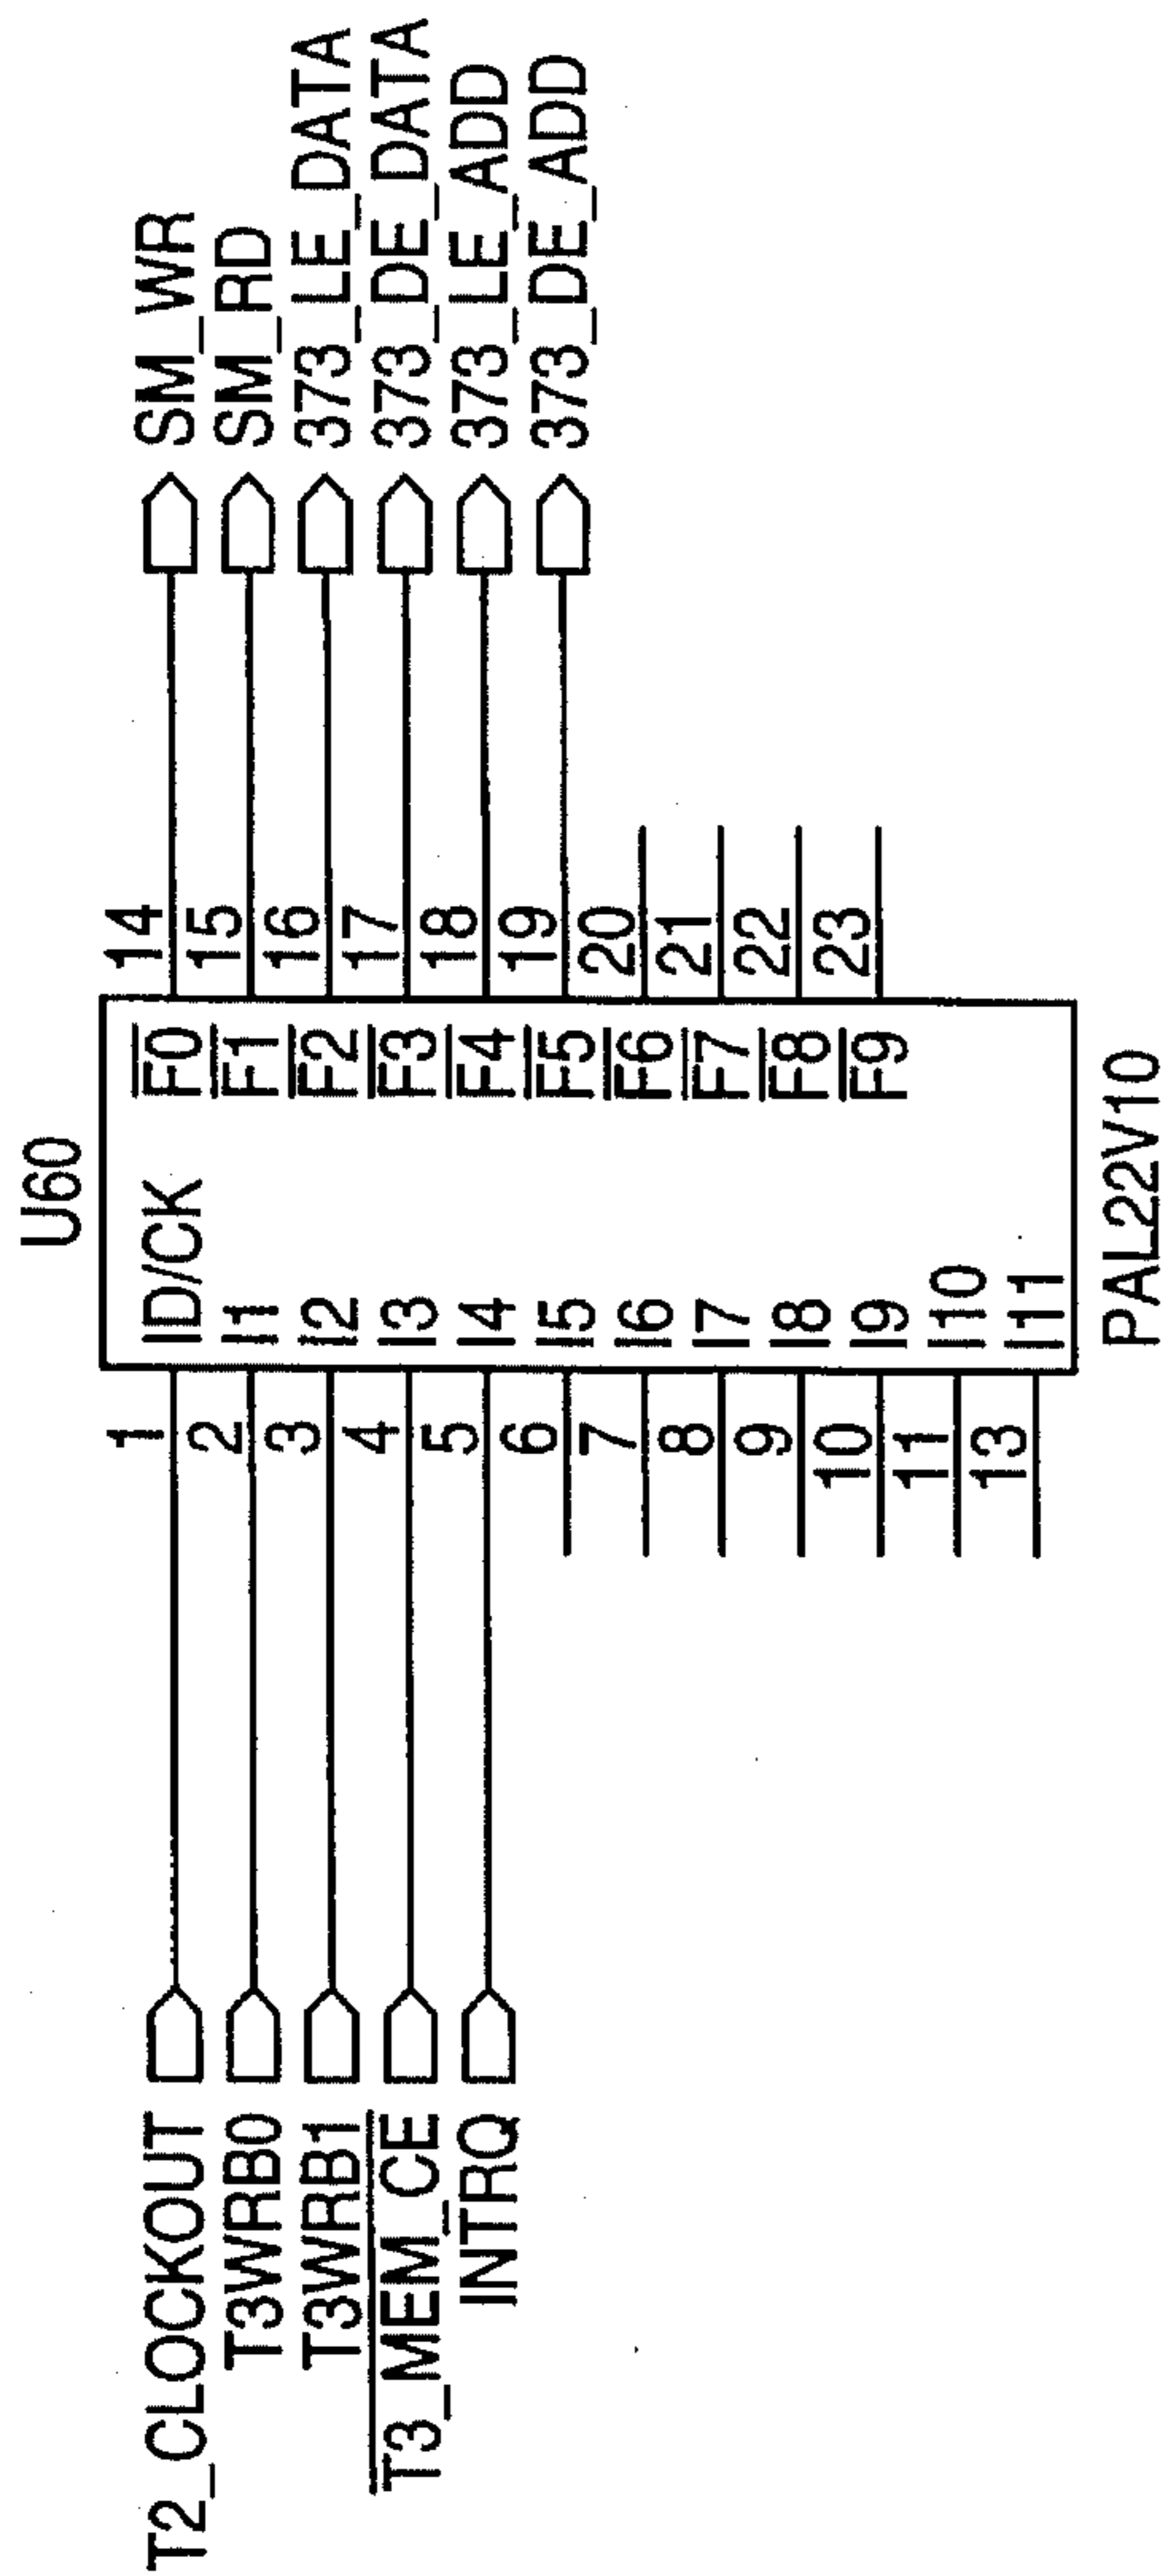 U60
T2_CLOCKOUT 1 ID/CK F0 14 SM_WR
T3WRB0 2 I1 F1 15 SM_RD
T3WRB1 3 I2 F2 16 373_LE_DATA
T3_MEM_CE 4 I3 F3 17 373_DE_DATA
INTRQ 5 I4 F4 18 373_LE_ADD
6 I5 F5 19 373_DE_ADD
7 I6 F6 20
8 I7 F7 21
9 I8 F8 22
10 I9 F9 23
11 I10
13 I11
PAL22V10